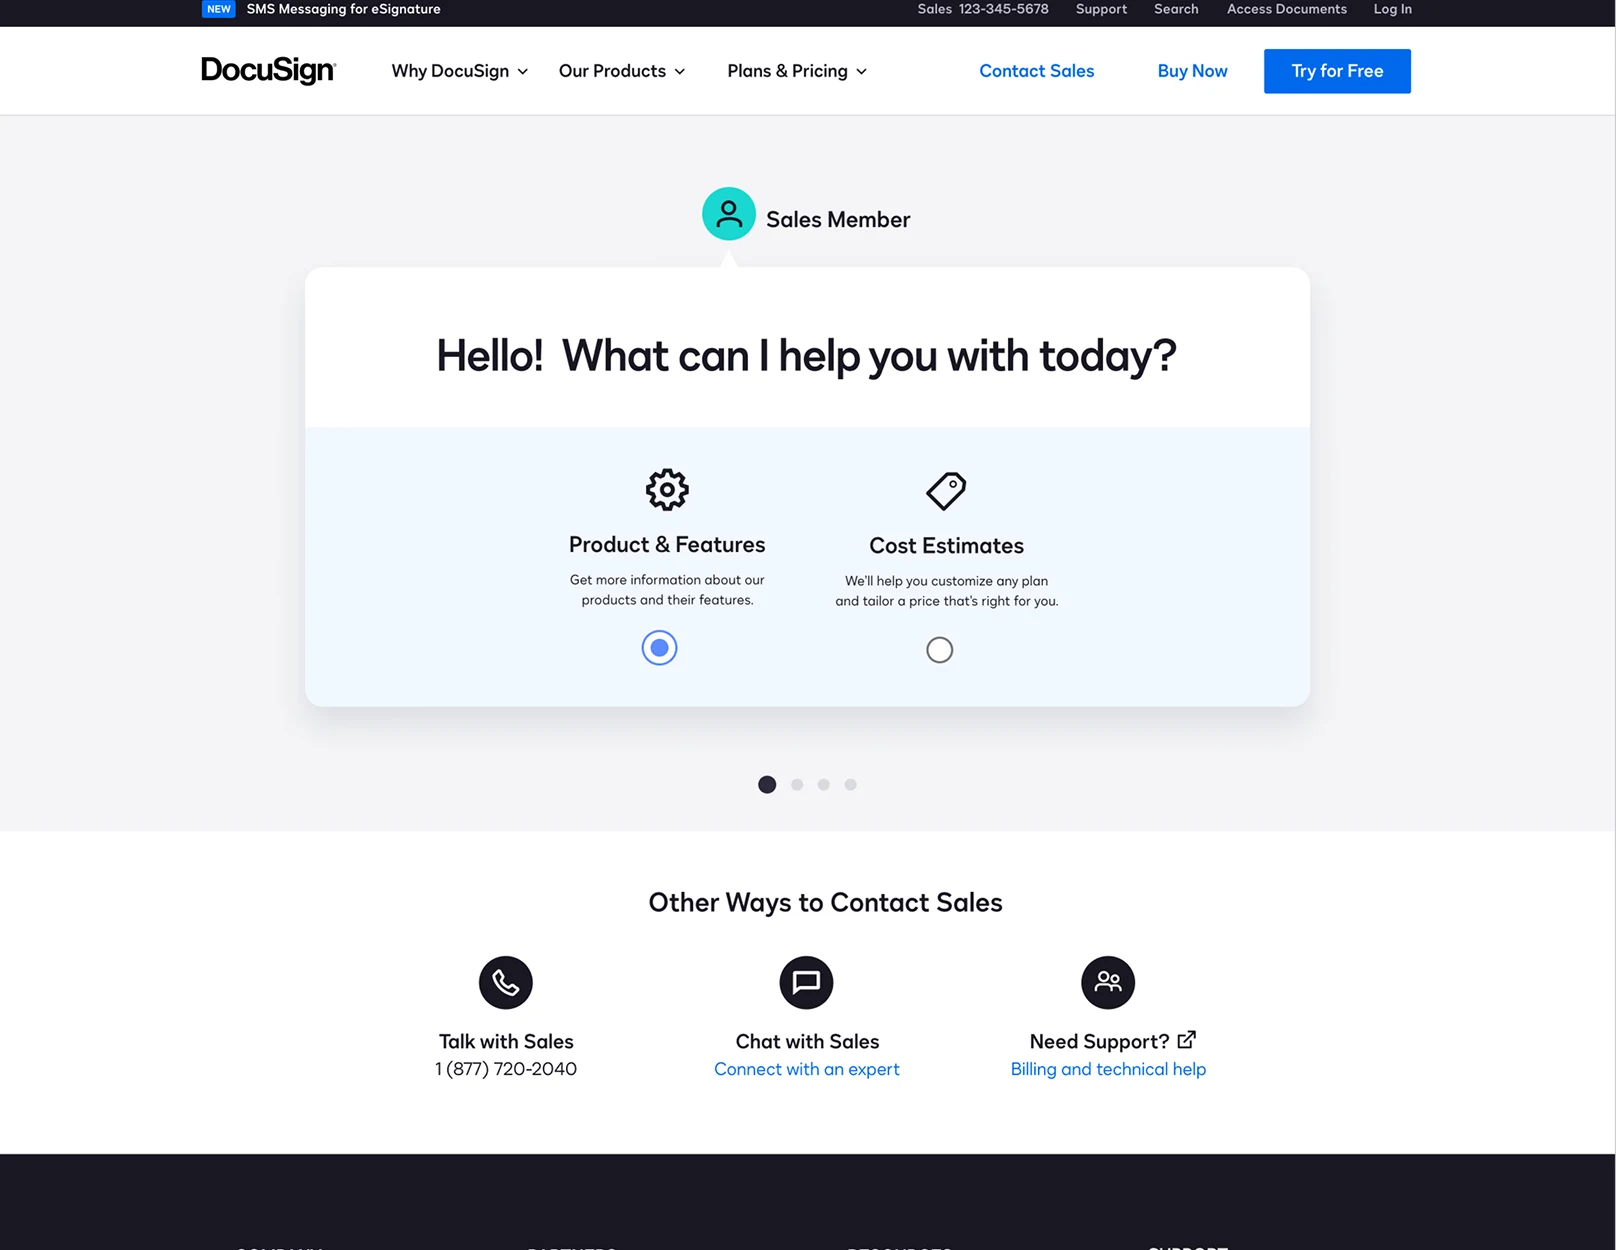 NEW SMS Messaging for eSignature Sales 123-345-5678 Support Search Access Documents Log In
DocuSign Why DocuSign Our Products Plans & Pricing Contact Sales Buy Now Try for Free
Sales Member
Hello! What can I help you with today?
Product & Features
Get more information about our
products and their features.
Cost Estimates
We'll help you customize any plan
and tailor a price that's right for you.
Other Ways to Contact Sales
Talk with Sales
1 (877) 720-2040
Chat with Sales
Connect with an expert
Need Support?
Billing and technical help
COMPANY PARTNERS RESOURCES SUPPORT